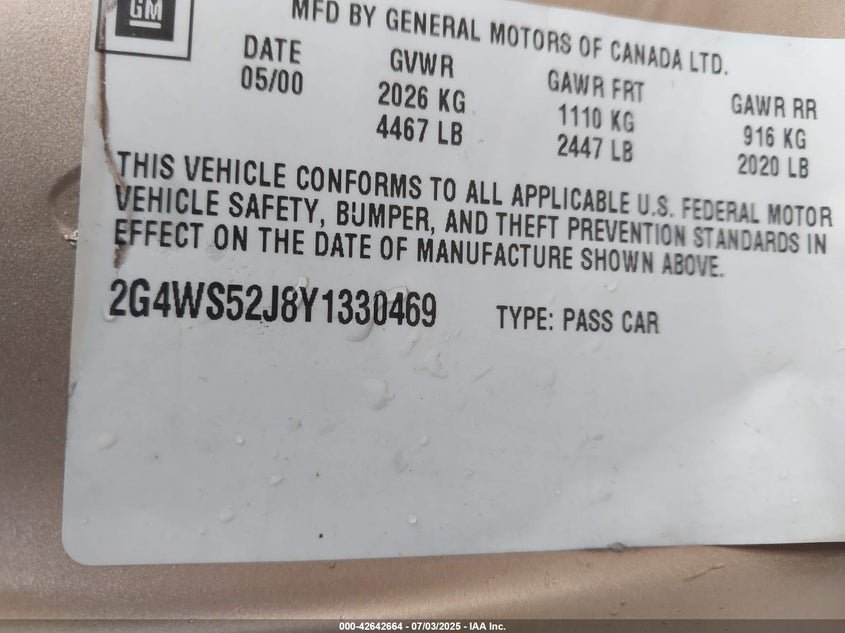 GM
MFD BY GENERAL MOTORS OF CANADA LTD.
DATE GVWR GAWR FRT GAWR RR
05/00 2026 KG 1110 KG 916 KG
4467 LB 2447 LB 2020 LB
THIS VEHICLE CONFORMS TO ALL APPLICABLE U.S. FEDERAL MOTOR
VEHICLE SAFETY, BUMPER, AND THEFT PREVENTION STANDARDS IN
EFFECT ON THE DATE OF MANUFACTURE SHOWN ABOVE.
2G4WS52J8Y1330469 TYPE: PASS CAR
000-42642664 - 07/03/2025 - IAA Inc.